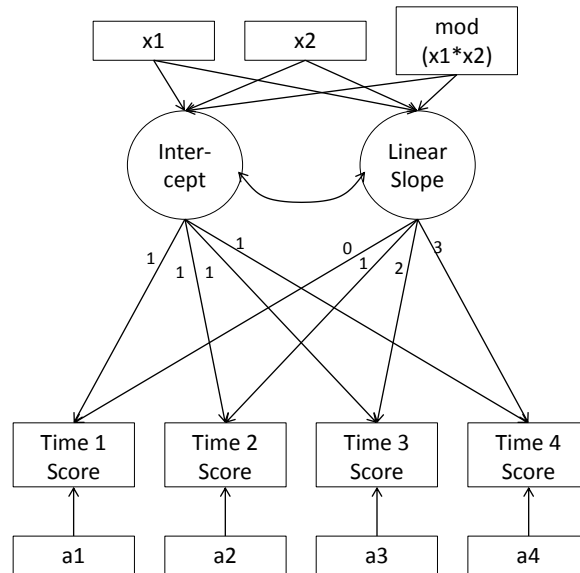 x1
x2
mod
(x1*x2)
Inter-
cept
Linear
Slope
1
1
1
1
0
1
2
3
Time 1
Score
Time 2
Score
Time 3
Score
Time 4
Score
a1
a2
a3
a4